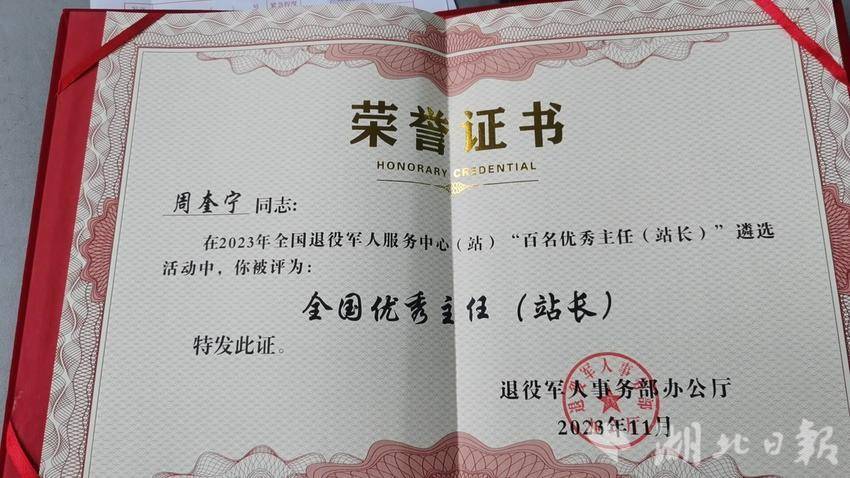 紧急程度
荣誉证书
HONORARY CREDENTIAL
周奎宁 同志:
在2023年全国退役军人服务中心(站)“百名优秀主任(站长)”遴选
活动中,你被评为:
全国优秀主任(站长)
特发此证。
退役军人事务部办公厅
2023年11月
湖北日报